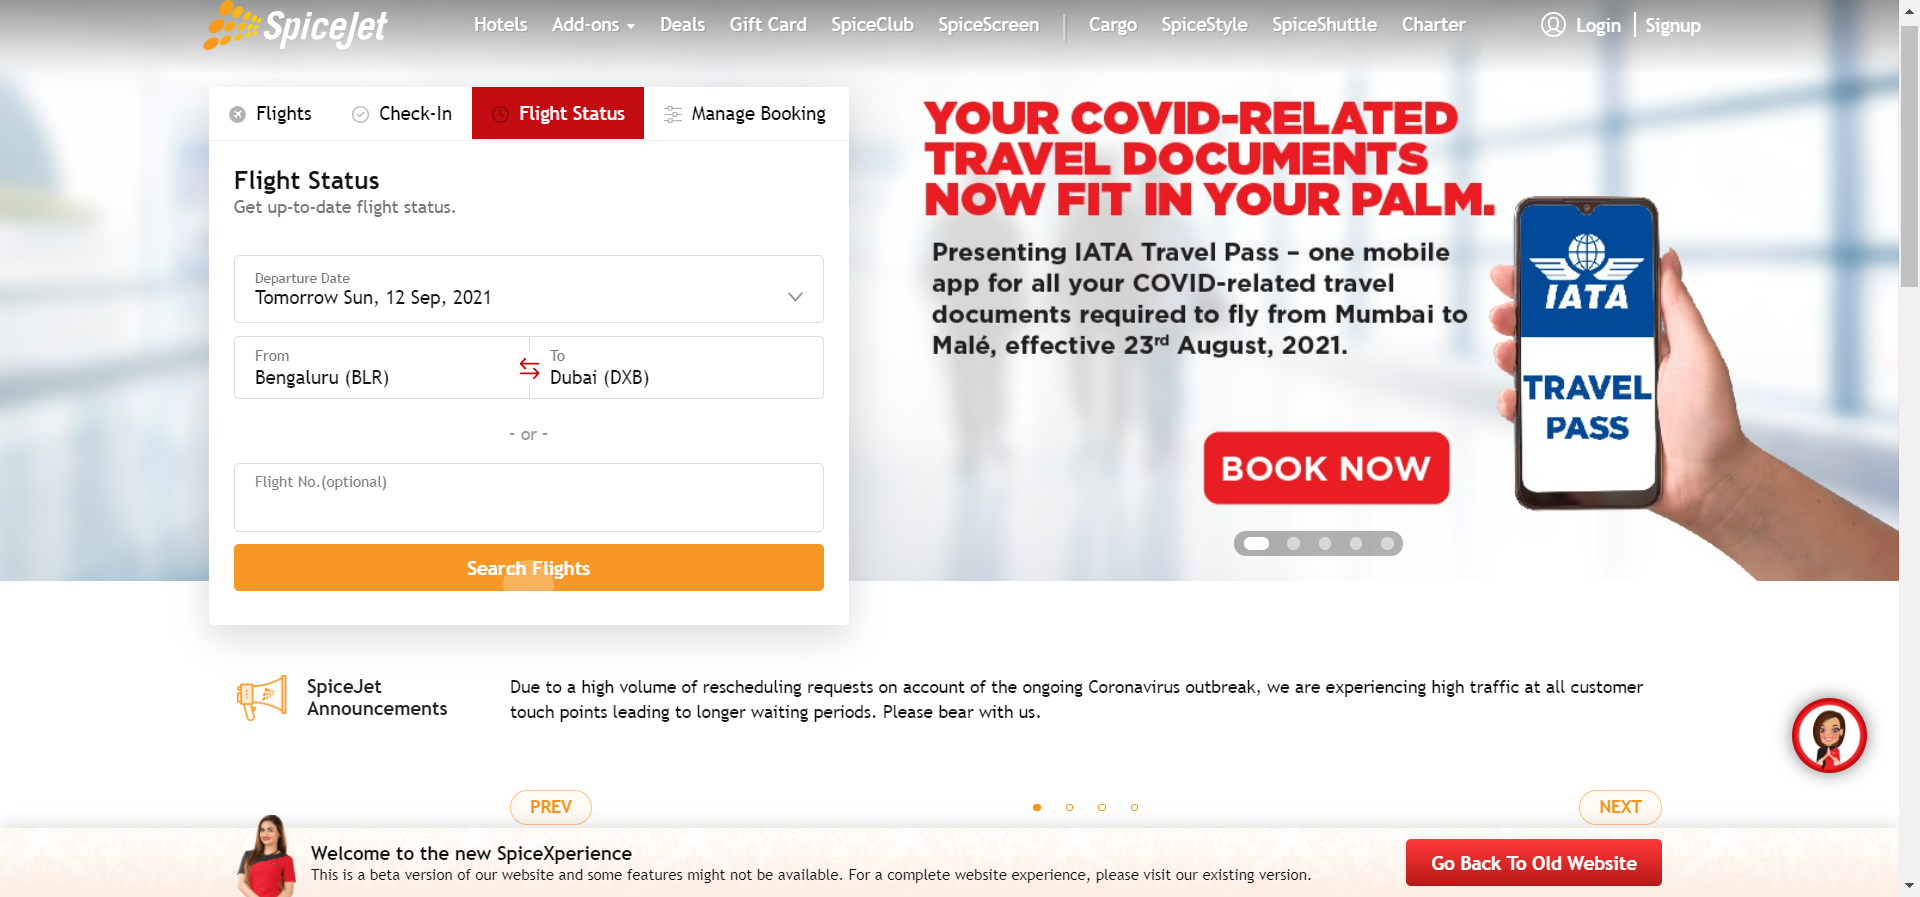 SpiceJet
Hotels Add-ons Deals Gift Card SpiceClub SpiceScreen Cargo SpiceStyle SpiceShuttle Charter Login Signup
Flights Check-In Flight Status Manage Booking
Flight Status
Get up-to-date flight status.
Departure Date
Tomorrow Sun, 12 Sep, 2021
From To
Bengaluru (BLR) Dubai (DXB)
- or -
Flight No.(optional)
Search Flights
YOUR COVID-RELATED
TRAVEL DOCUMENTS
NOW FIT IN YOUR PALM.
Presenting IATA Travel Pass – one mobile
app for all your COVID-related travel
documents required to fly from Mumbai to
Malé, effective 23rd August, 2021.
BOOK NOW
IATA
TRAVEL
PASS
SpiceJet
Announcements
Due to a high volume of rescheduling requests on account of the ongoing Coronavirus outbreak, we are experiencing high traffic at all customer
touch points leading to longer waiting periods. Please bear with us.
PREV NEXT
Welcome to the new SpiceXperience
This is a beta version of our website and some features might not be available. For a complete website experience, please visit our existing version.
Go Back To Old Website